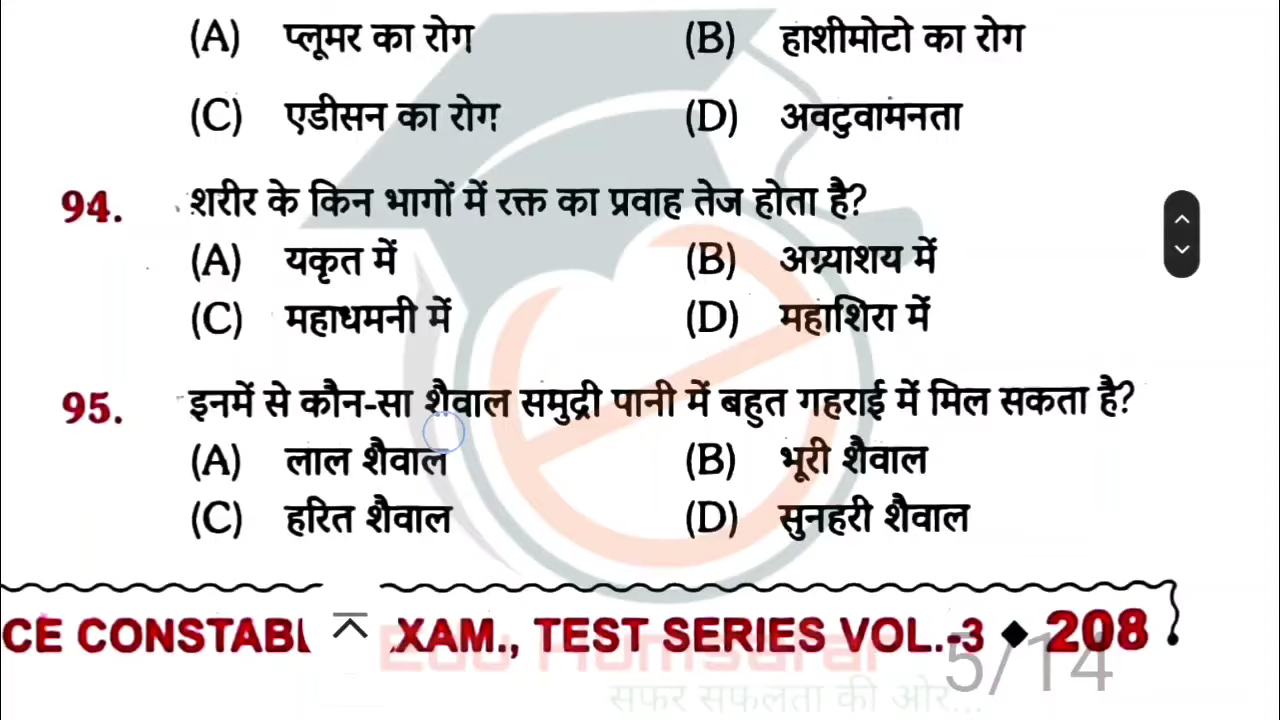 (A) प्लूमर का रोग (B) हाशीमोटो का रोग
(C) एडीसन का रोग (D) अवटुवामनता
94. शरीर के किन भागों में रक्त का प्रवाह तेज होता है?
(A) यकृत में (B) अग्न्याशय में
(C) महाधमनी में (D) महाशिरा में
95. इनमें से कौन-सा शैवाल समुद्री पानी में बहुत गहराई में मिल सकता है?
(A) लाल शैवाल (B) भूरी शैवाल
(C) हरित शैवाल (D) सुनहरी शैवाल
CE CONSTABL XAM., TEST SERIES VOL.-3 ◆ 208
5/14
सफर सफलता की ओर...